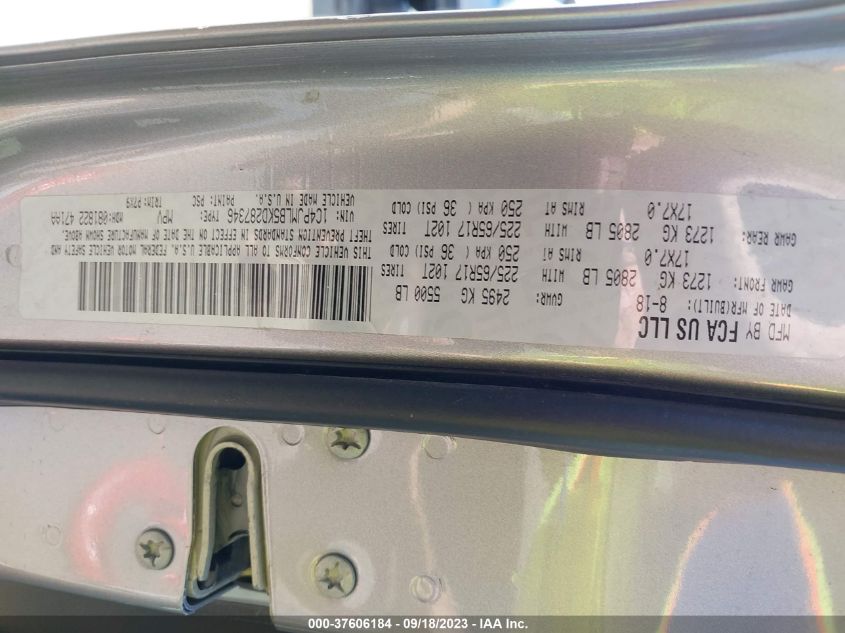 MFD BY FCA US LLC
DATE OF MFR(BUILT): 8-18 GVWR: 2495 KG 5500 LB
GAWR FRONT: 1273 KG 2805 LB WITH 225/65R17 102T TIRES
17X7.0 RIMS AT 250 KPA ( 36 PSI) COLD
GAWR REAR: 1273 KG 2805 LB WITH 225/65R17 102T TIRES
17X7.0 RIMS AT 250 KPA ( 36 PSI) COLD
THIS VEHICLE CONFORMS TO ALL APPLICABLE U.S.A. FEDERAL MOTOR VEHICLE SAFETY AND
THEFT PREVENTION STANDARDS IN EFFECT ON THE DATE OF MANUFACTURE SHOWN ABOVE.
VIN: 1C4PJMLB5KD287346 TYPE: MPV MDH:081822 471AA
VEHICLE MADE IN U.S.A. PAINT: PSC TRIM: P7X9
000-37606184 - 09/18/2023 - IAA Inc.